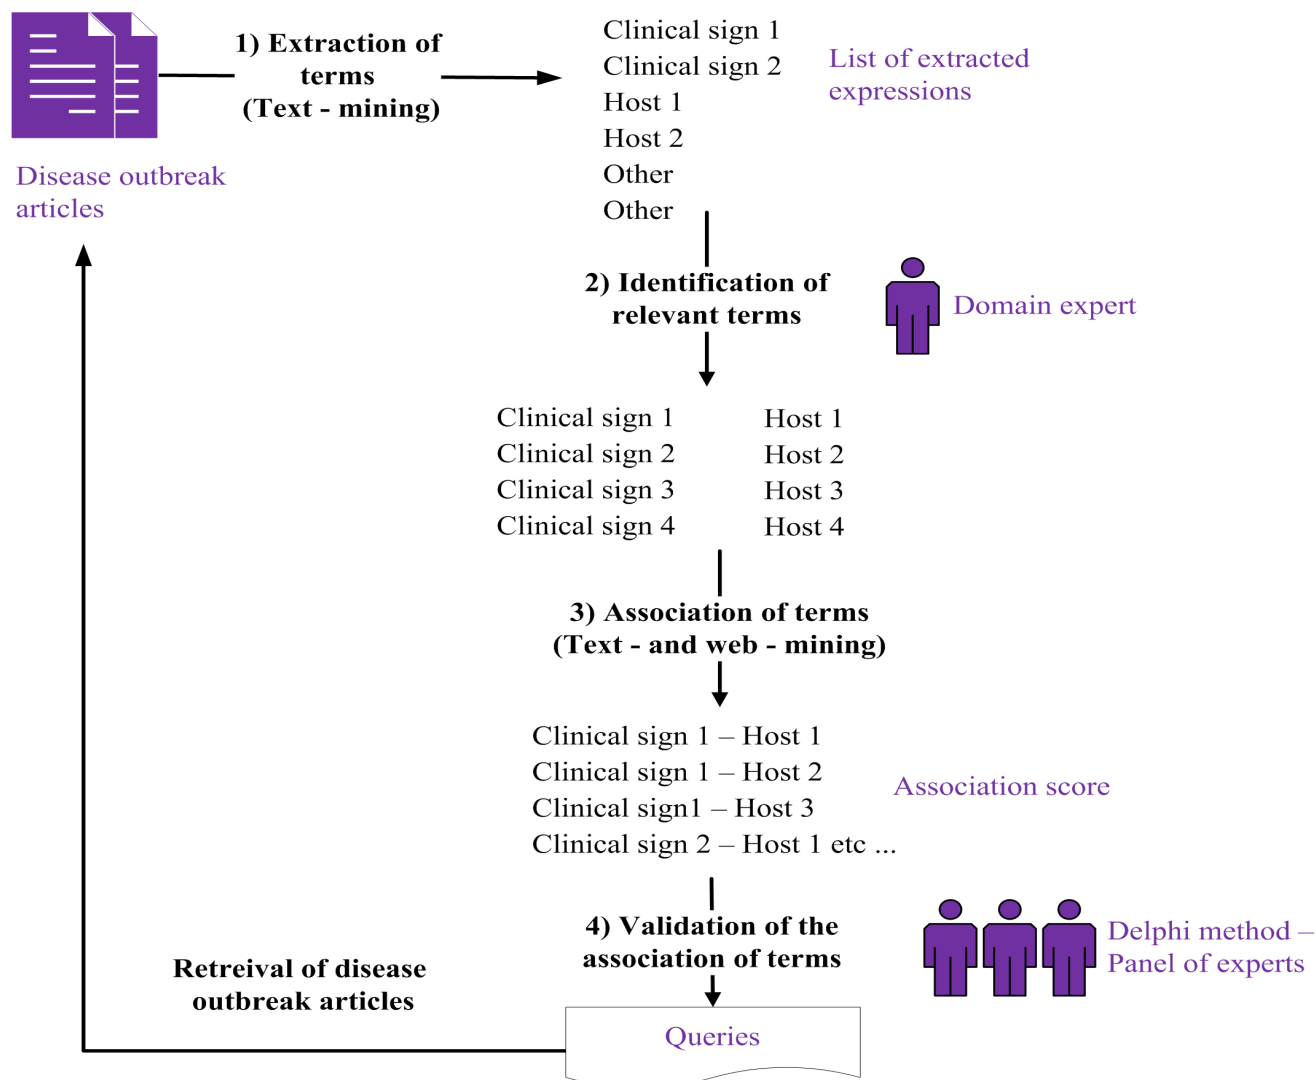 1) Extraction of
terms
(Text - mining)
Disease outbreak
articles
Clinical sign 1
Clinical sign 2
Host 1
Host 2
Other
Other
List of extracted
expressions
2) Identification of
relevant terms
Domain expert
Clinical sign 1
Clinical sign 2
Clinical sign 3
Clinical sign 4
Host 1
Host 2
Host 3
Host 4
3) Association of terms
(Text - and web - mining)
Clinical sign 1 – Host 1
Clinical sign 1 – Host 2
Clinical sign1 – Host 3
Clinical sign 2 – Host 1 etc ...
Association score
4) Validation of the
association of terms
Delphi method –
Panel of experts
Queries
Retreival of disease
outbreak articles